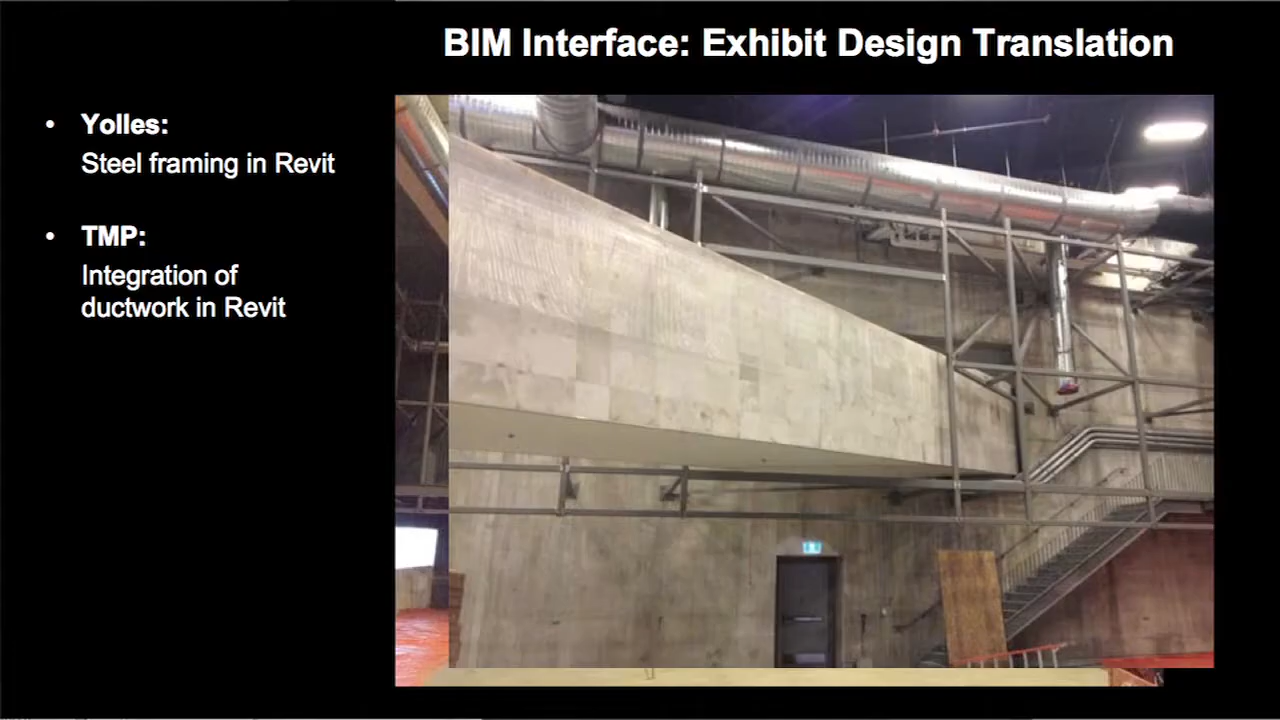 BIM Interface: Exhibit Design Translation
• Yolles:
Steel framing in Revit
• TMP:
Integration of
ductwork in Revit